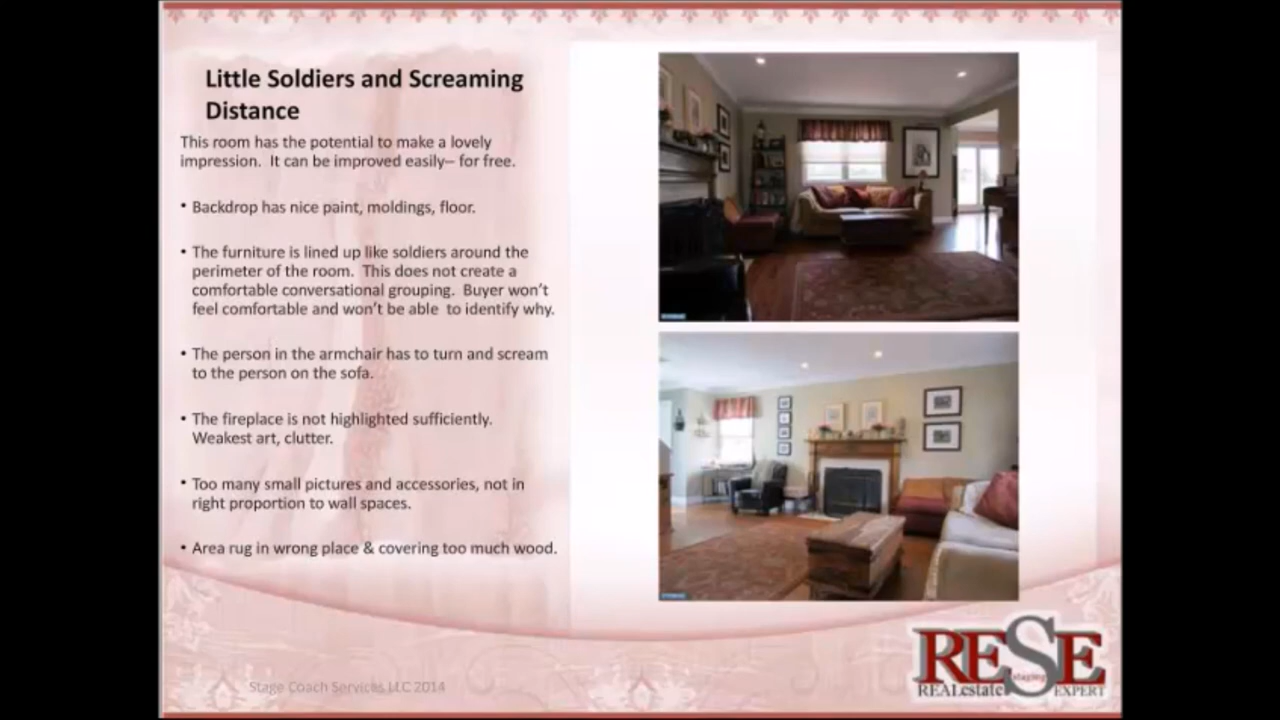 Little Soldiers and Screaming
Distance
This room has the potential to make a lovely
impression.  It can be improved easily– for free.
• Backdrop has nice paint, moldings, floor.
• The furniture is lined up like soldiers around the
perimeter of the room.  This does not create a
comfortable conversational grouping.  Buyer won't
feel comfortable and won't be able  to identify why.
• The person in the armchair has to turn and scream
to the person on the sofa.
• The fireplace is not highlighted sufficiently.
Weakest art, clutter.
• Too many small pictures and accessories, not in
right proportion to wall spaces.
• Area rug in wrong place & covering too much wood.
Stage Coach Services LLC 2014
RESE
REALestate staging EXPERT